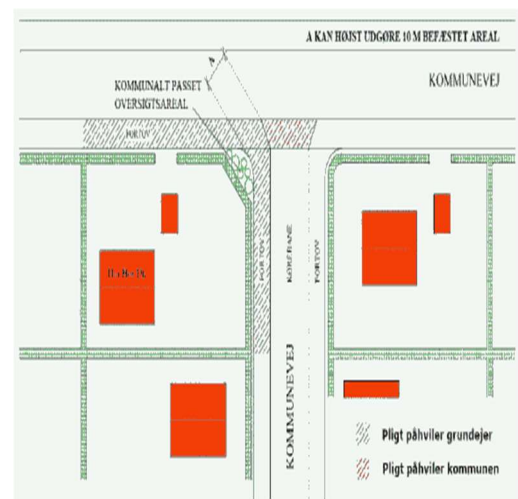 A KAN HØJST UDGØRE 10 M BEFÆSTET AREAL
KOMMUNEVEJ
A
KOMMUNALT PASSET
OVERSIGTSAREAL
FORTOV
FORTOV
KØREBANE
FORTOV
KOMMUNEVEJ
Pligt påhviler grundejer
Pligt påhviler kommunen